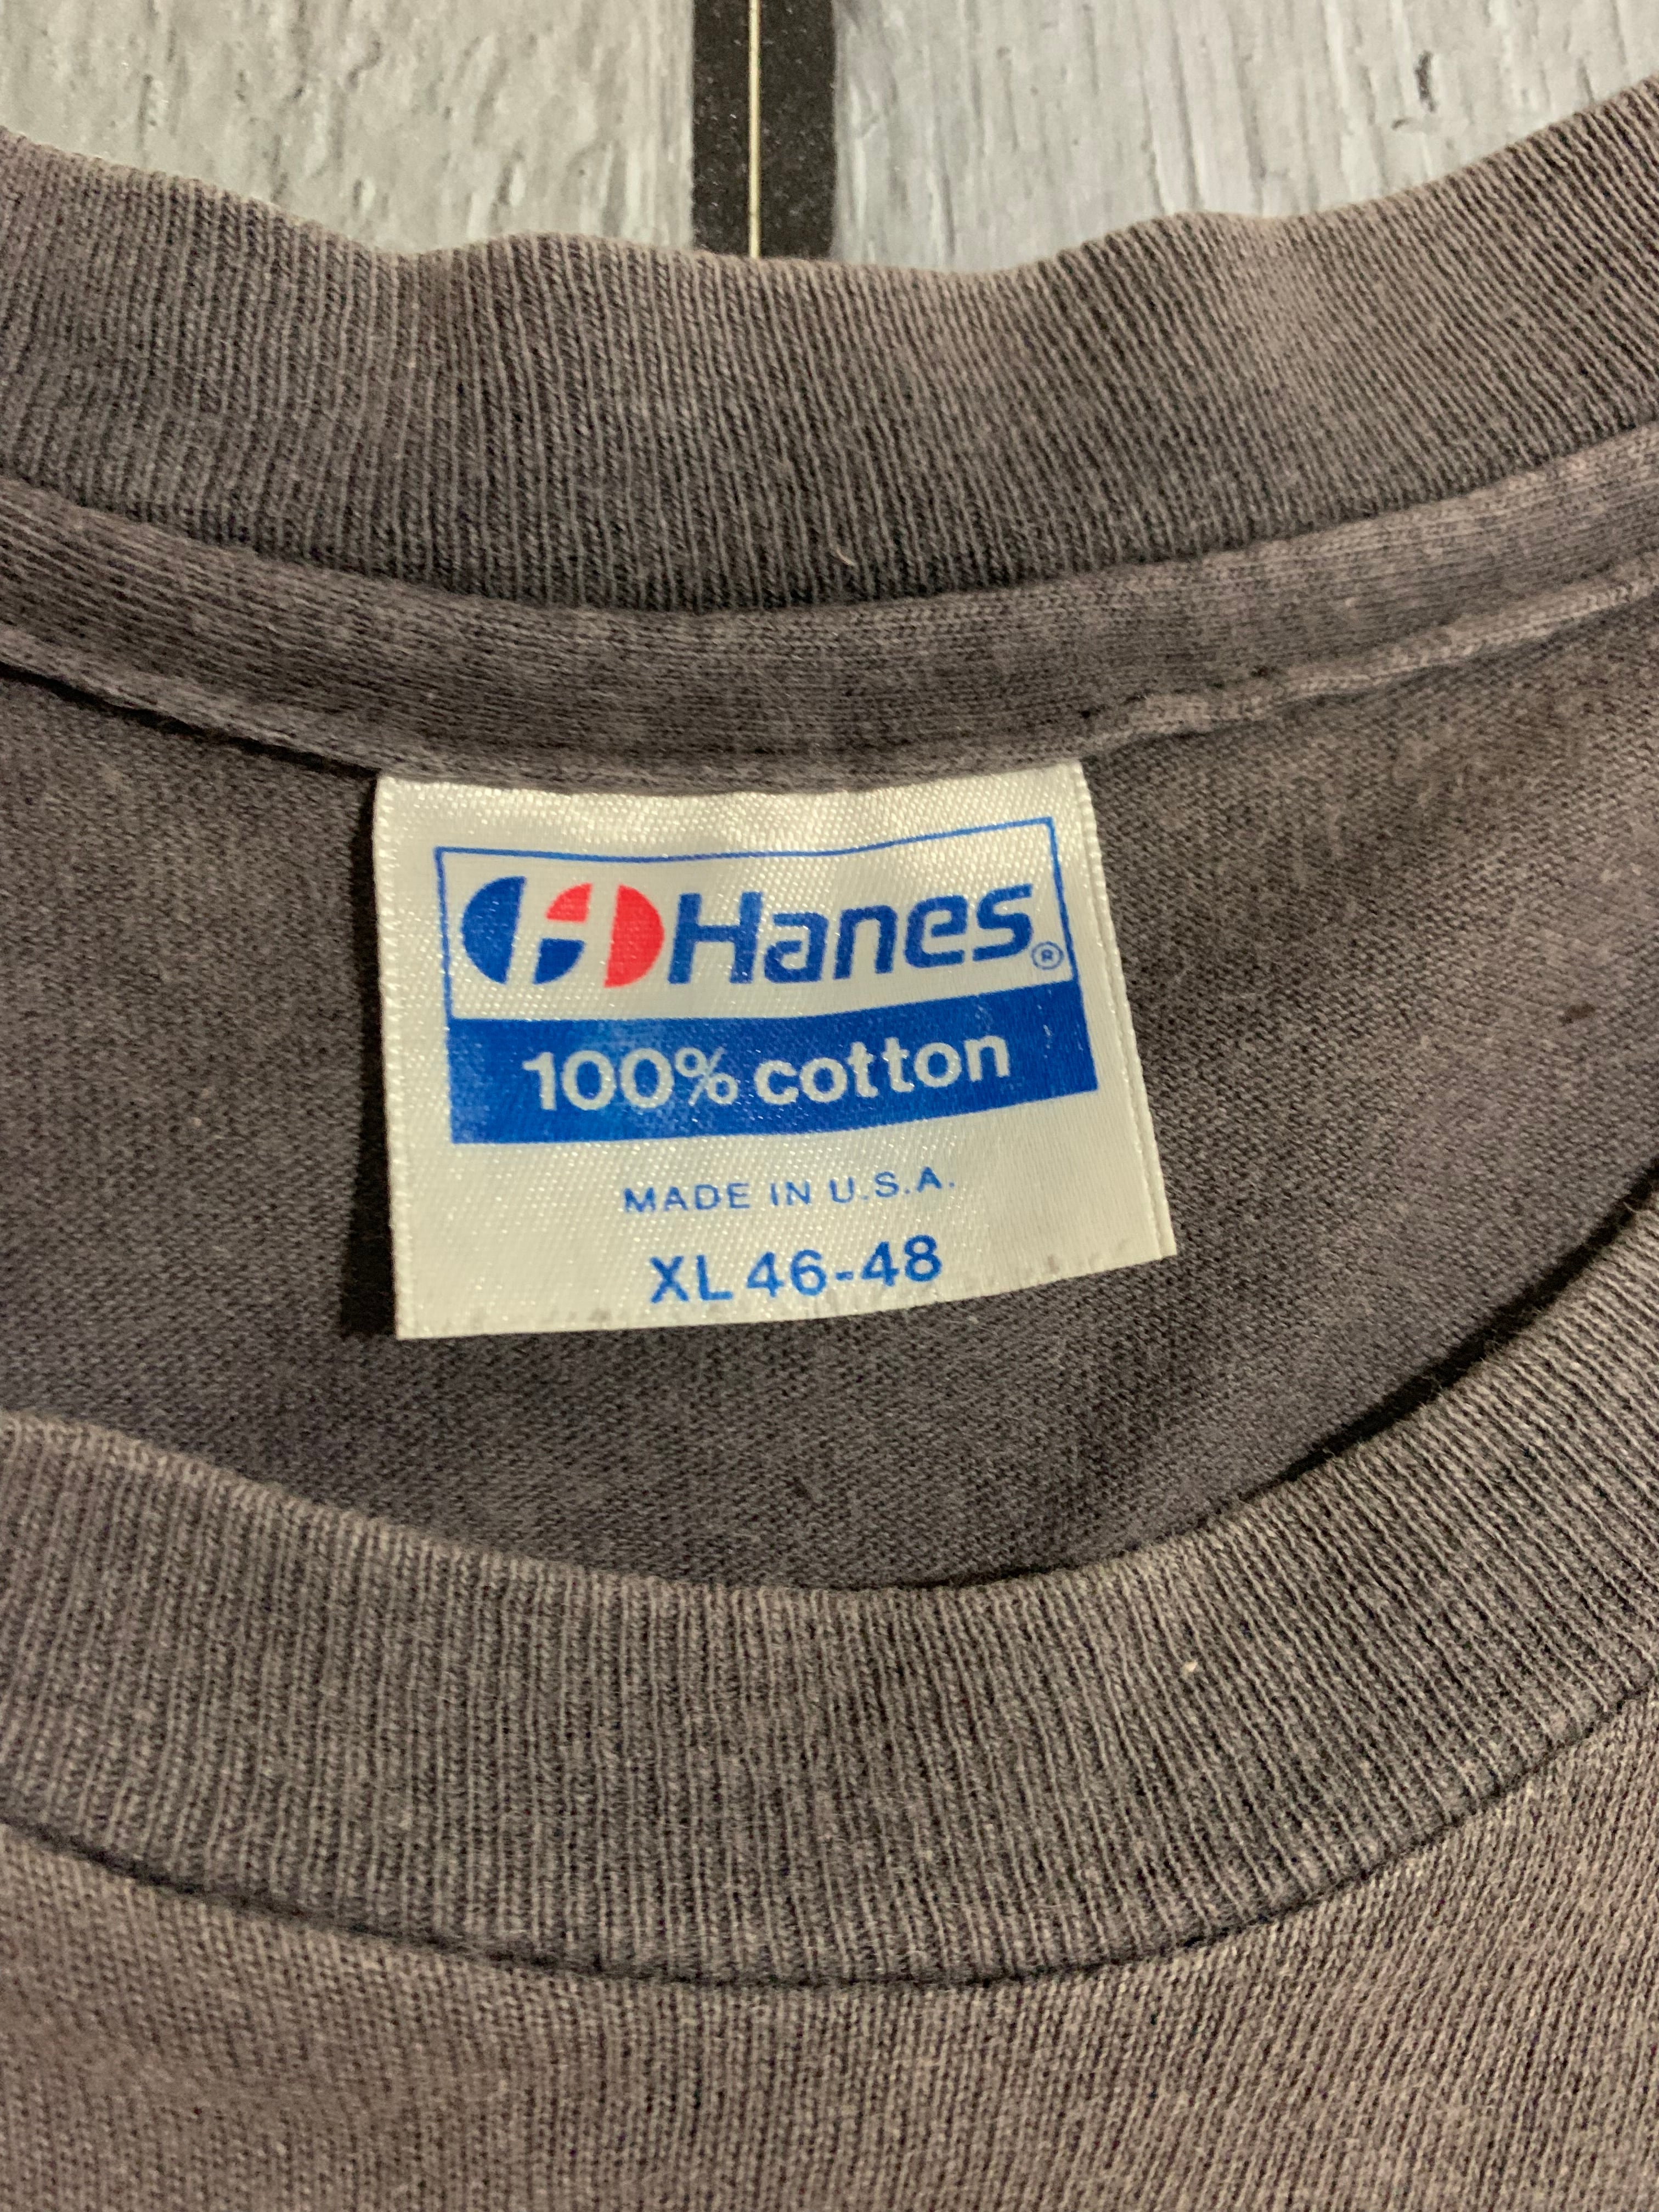 Hanes®
100% cotton
MADE IN U.S.A.
XL 46-48